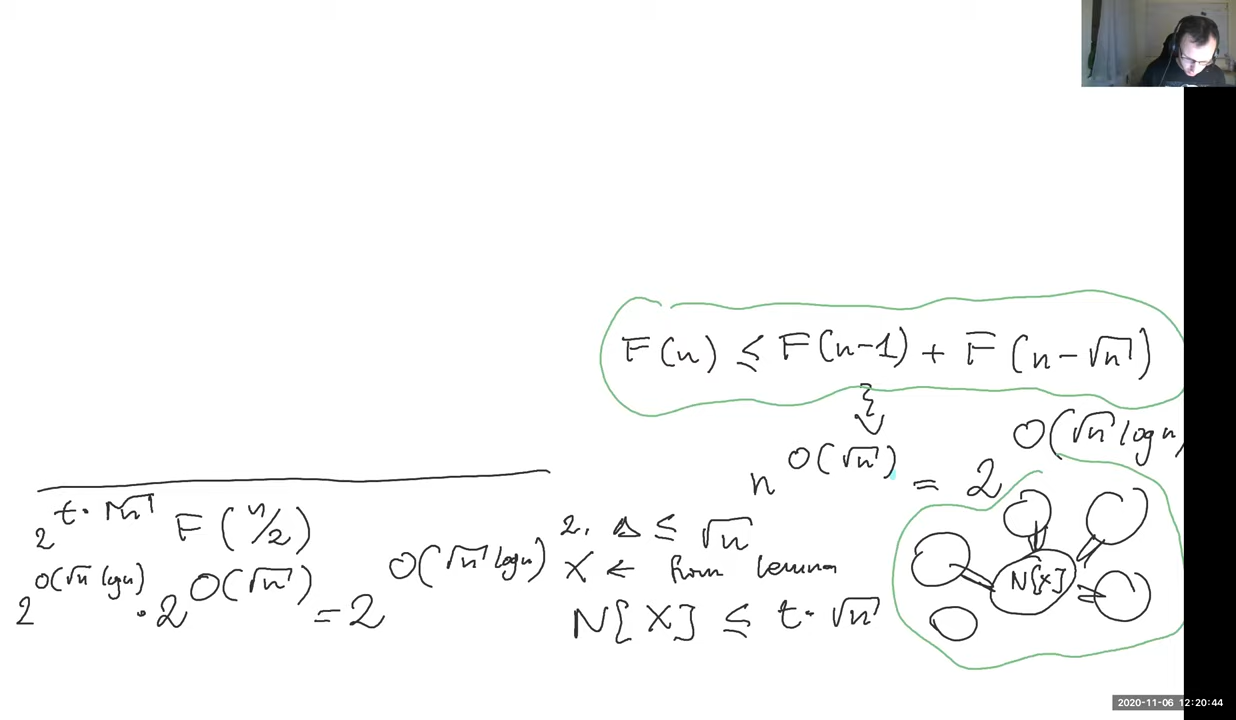 F(n) ≤ F(n-1) + F(n-√n)
n^{O(√n)} = 2^{O(√n log n)}
2^{t·√n} F(n/2)
2^{O(√n log n)} · 2^{O(√n)} = 2^{O(√n log n)}
2. Δ ≤ √n
X ← from lemma
N[X] ≤ t·√n
N[X]
2020-11-06 12:20:44